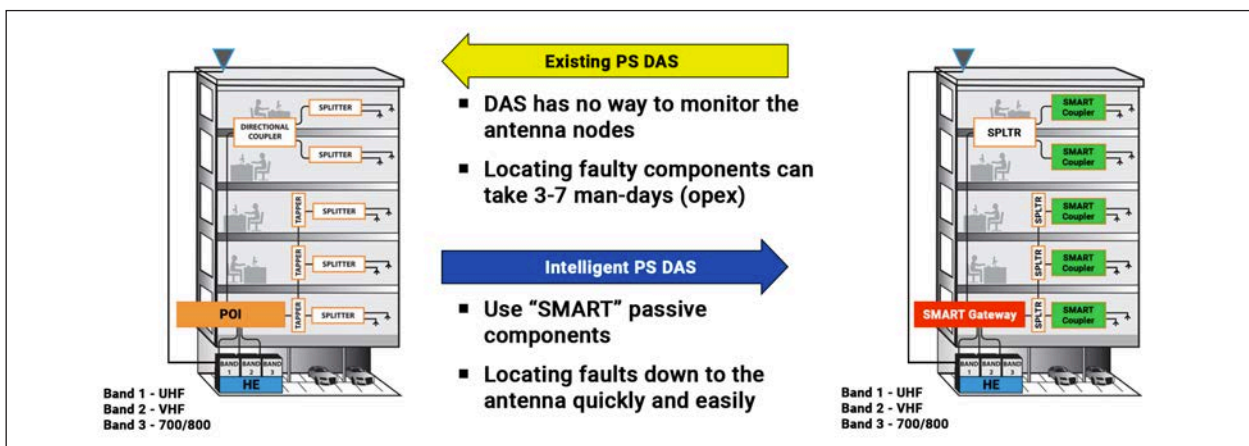 Existing PS DAS
▪ DAS has no way to monitor the
antenna nodes
▪ Locating faulty components can
take 3-7 man-days (opex)
Intelligent PS DAS
▪ Use “SMART” passive
components
▪ Locating faults down to the
antenna quickly and easily
DIRECTIONAL
COUPLER
SPLITTER
SPLITTER
TAPPER
SPLITTER
TAPPER
SPLITTER
TAPPER
SPLITTER
POI
BAND
1
BAND
2
BAND
3
HE
Band 1 - UHF
Band 2 - VHF
Band 3 - 700/800
SPLTR
SMART
Coupler
SMART
Coupler
SPLTR
SMART
Coupler
SPLTR
SMART
Coupler
SPLTR
SMART
Coupler
SMART Gateway
BAND
1
BAND
2
BAND
3
HE
Band 1 - UHF
Band 2 - VHF
Band 3 - 700/800